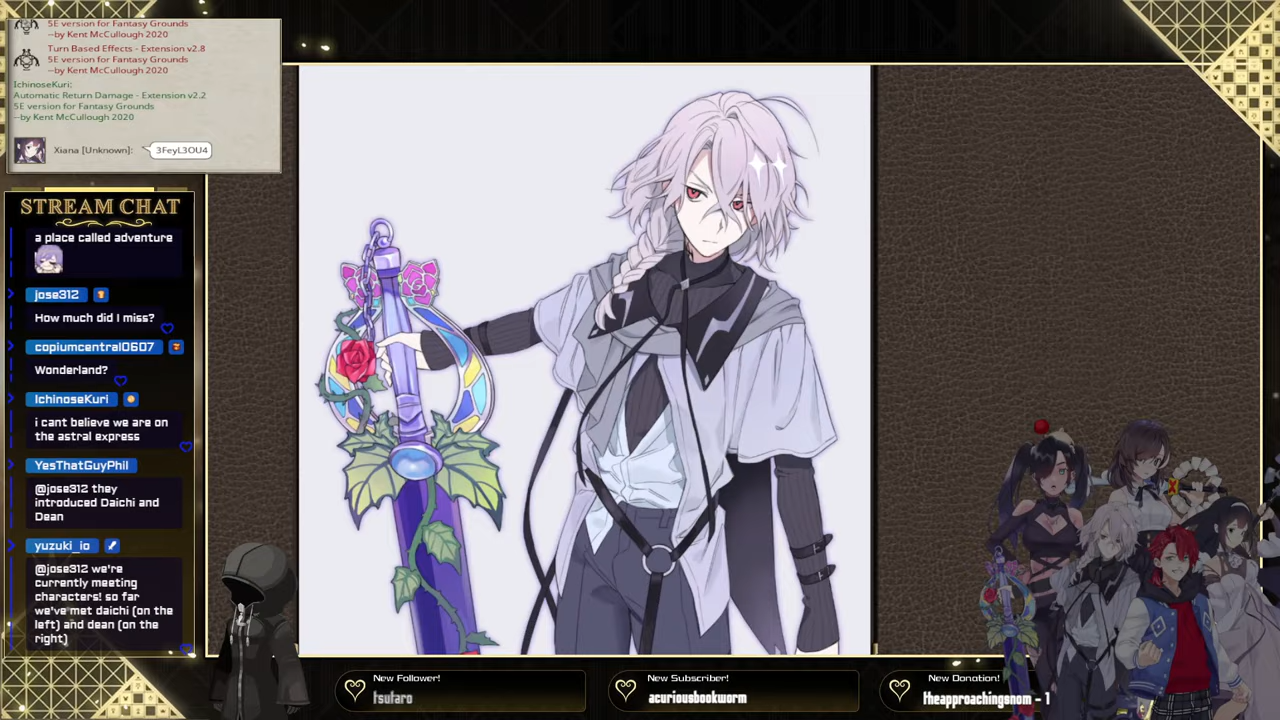 5E version for Fantasy Grounds
--by Kent McCullough 2020
Turn Based Effects - Extension v2.8
5E version for Fantasy Grounds
--by Kent McCullough 2020
IchinoseKuri:
Automatic Return Damage - Extension v2.2
5E version for Fantasy Grounds
--by Kent McCullough 2020
Xiana [Unknown]:
3FeyL3OU4
STREAM CHAT
a place called adventure
jose312
How much did I miss?
copiumcentral0607
Wonderland?
IchinoseKuri
i cant believe we are on
the astral express
YesThatGuyPhil
@jose312 they
introduced Daichi and
Dean
yuzuki_io
@jose312 we're
currently meeting
characters! so far
we've met daichi (on the
left) and dean (on the
right)
New Follower!
tsutaro
New Subscriber!
acuriousbookworm
New Donation!
theapproachingnom - 1